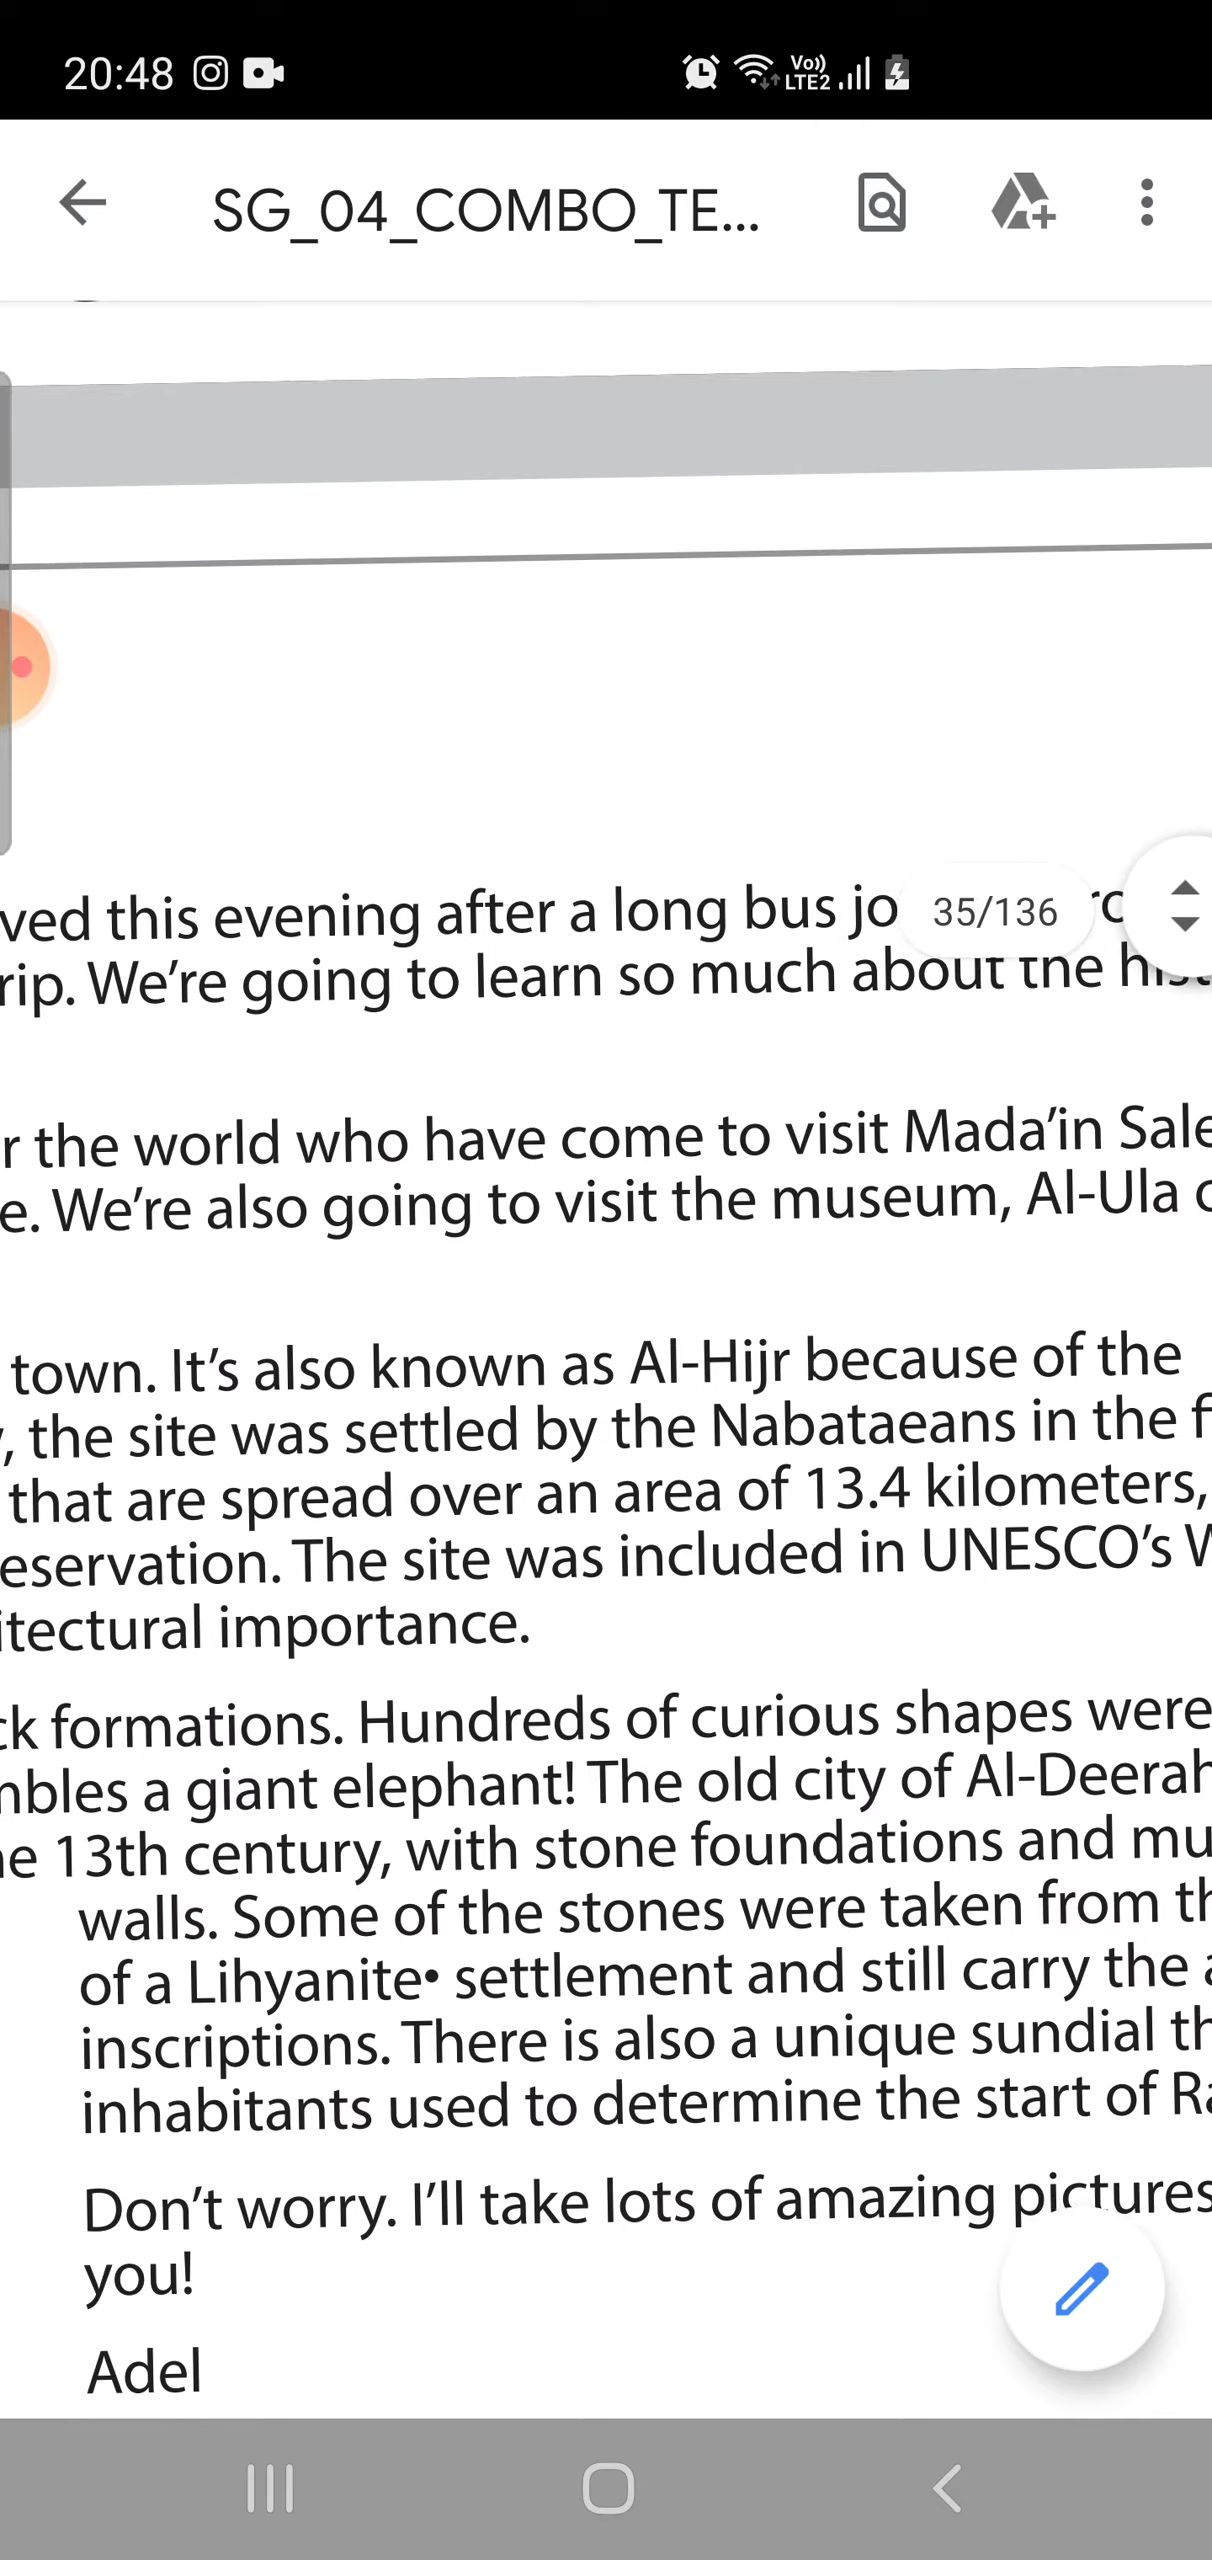 20:48
Vo))
LTE2
SG_04_COMBO_TE...
ved this evening after a long bus jo
35/136
rip. We’re going to learn so much about the
r the world who have come to visit Mada’in Sale
e. We’re also going to visit the museum, Al-Ula
town. It’s also known as Al-Hijr because of the
, the site was settled by the Nabataeans in the f
that are spread over an area of 13.4 kilometers,
eservation. The site was included in UNESCO’s W
itectural importance.
ck formations. Hundreds of curious shapes were
mbles a giant elephant! The old city of Al-Deerah
he 13th century, with stone foundations and mu
walls. Some of the stones were taken from th
of a Lihyanite• settlement and still carry the a
inscriptions. There is also a unique sundial th
inhabitants used to determine the start of Ra
Don’t worry. I’ll take lots of amazing pictures
you!
Adel